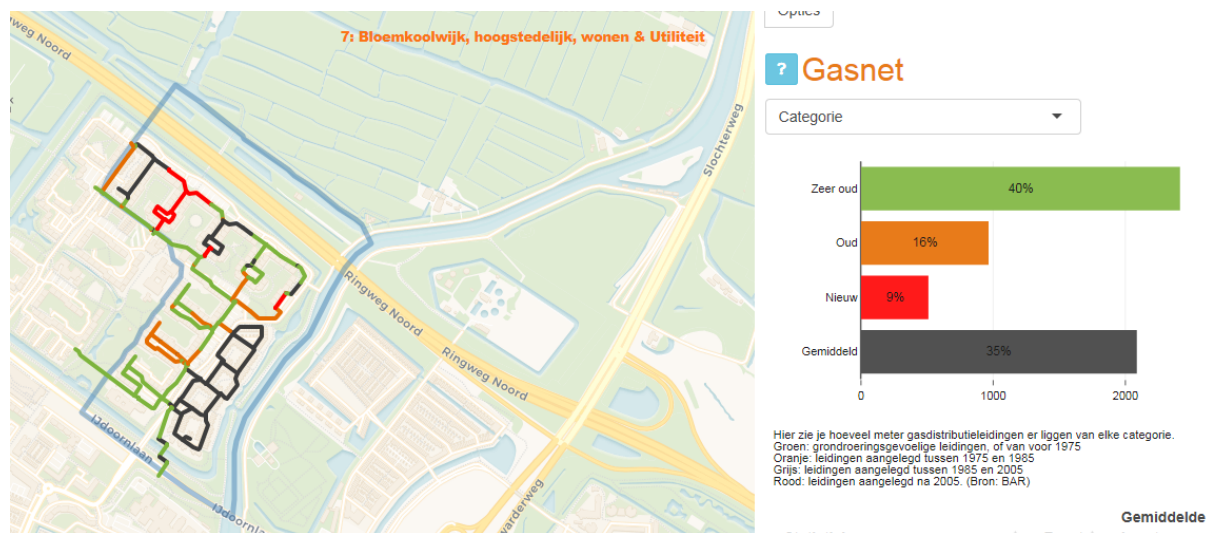 weg Noord
7: Bloemkoolwijk, hoogstedelijk, wonen & Utiliteit
Slochterweg
Ringweg Noord
Ringweg Noord
IJdoornlaan
IJdoornlaan
warderweg
Opties
? Gasnet
Categorie
Zeer oud
40%
Oud
16%
Nieuw
9%
Gemiddeld
35%
0 1000 2000
Hier zie je hoeveel meter gasdistributieleidingen er liggen van elke categorie.
Groen: grondroeringsgevoelige leidingen, of van voor 1975
Oranje: leidingen aangelegd tussen 1975 en 1985
Grijs: leidingen aangelegd tussen 1985 en 2005
Rood: leidingen aangelegd na 2005. (Bron: BAR)
Gemiddelde